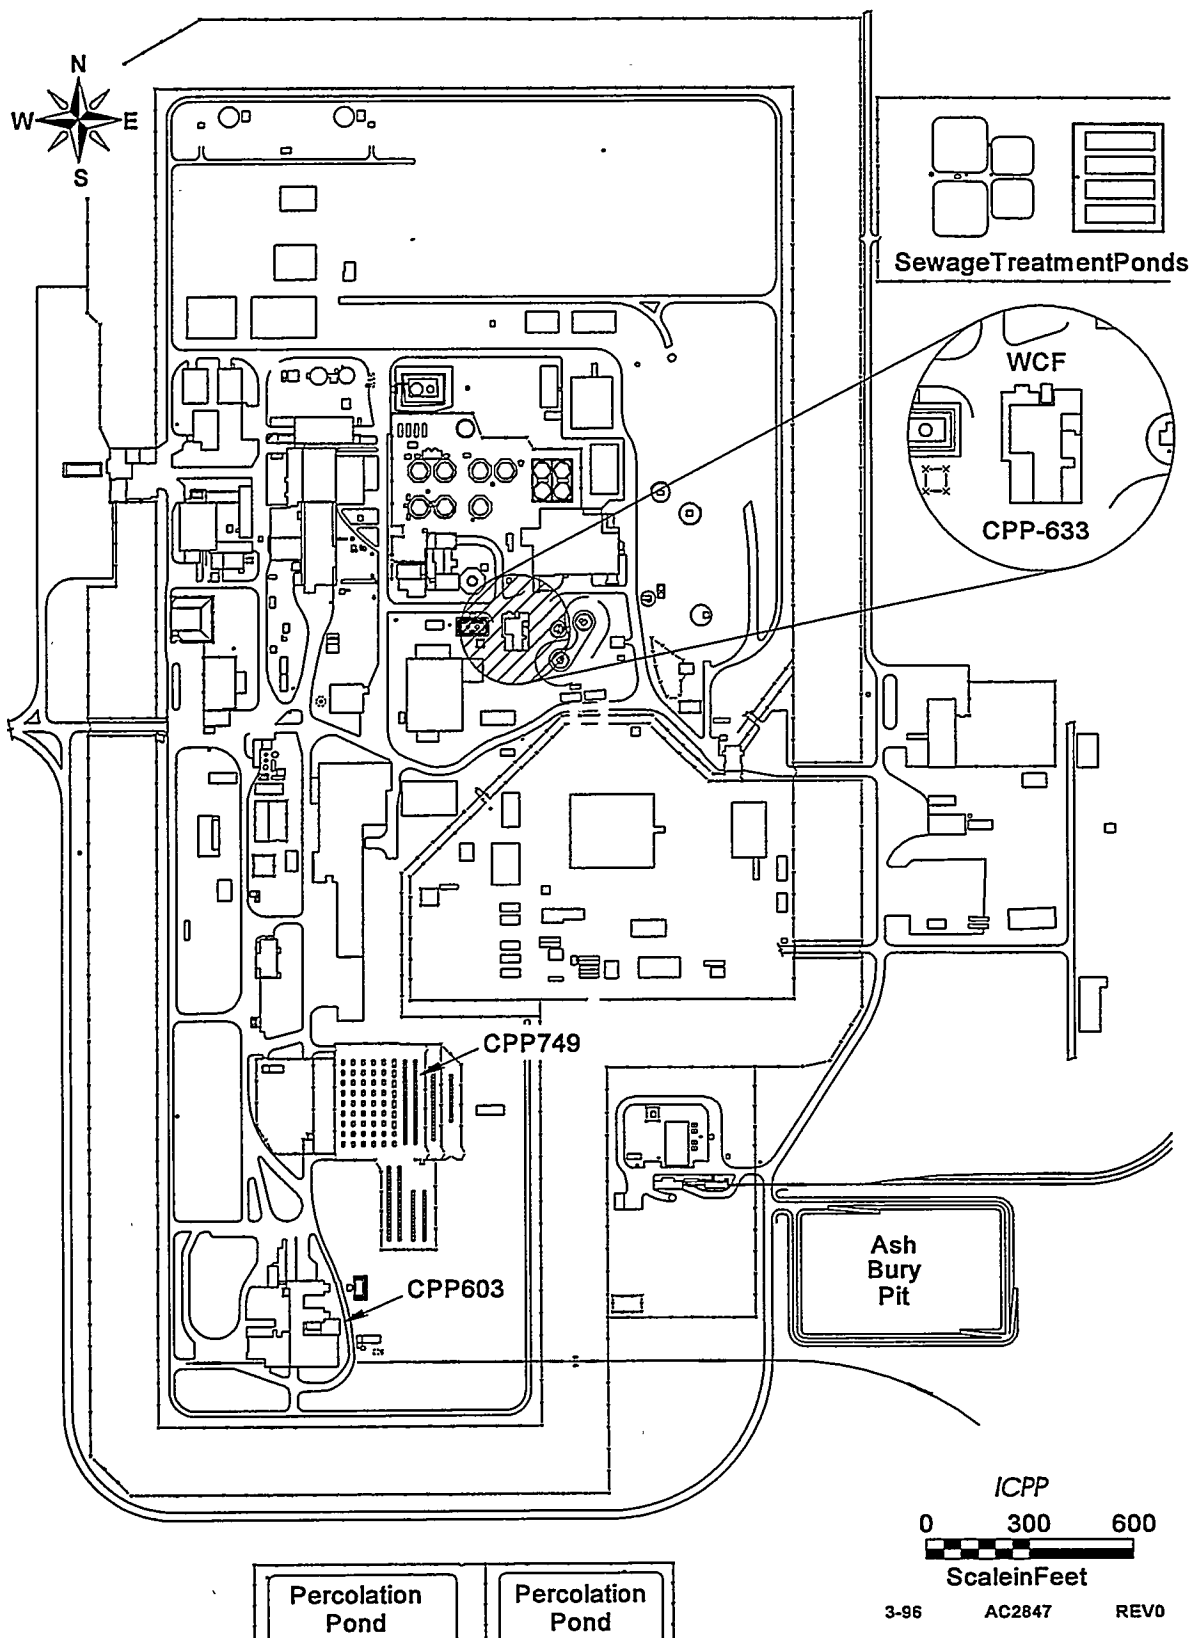 N
W E
S
SewageTreatmentPonds
WCF
CPP-633
CPP749
CPP603
Ash
Bury
Pit
ICPP
0 300 600
ScaleinFeet
3-96 AC2847 REV0
Percolation
Pond
Percolation
Pond